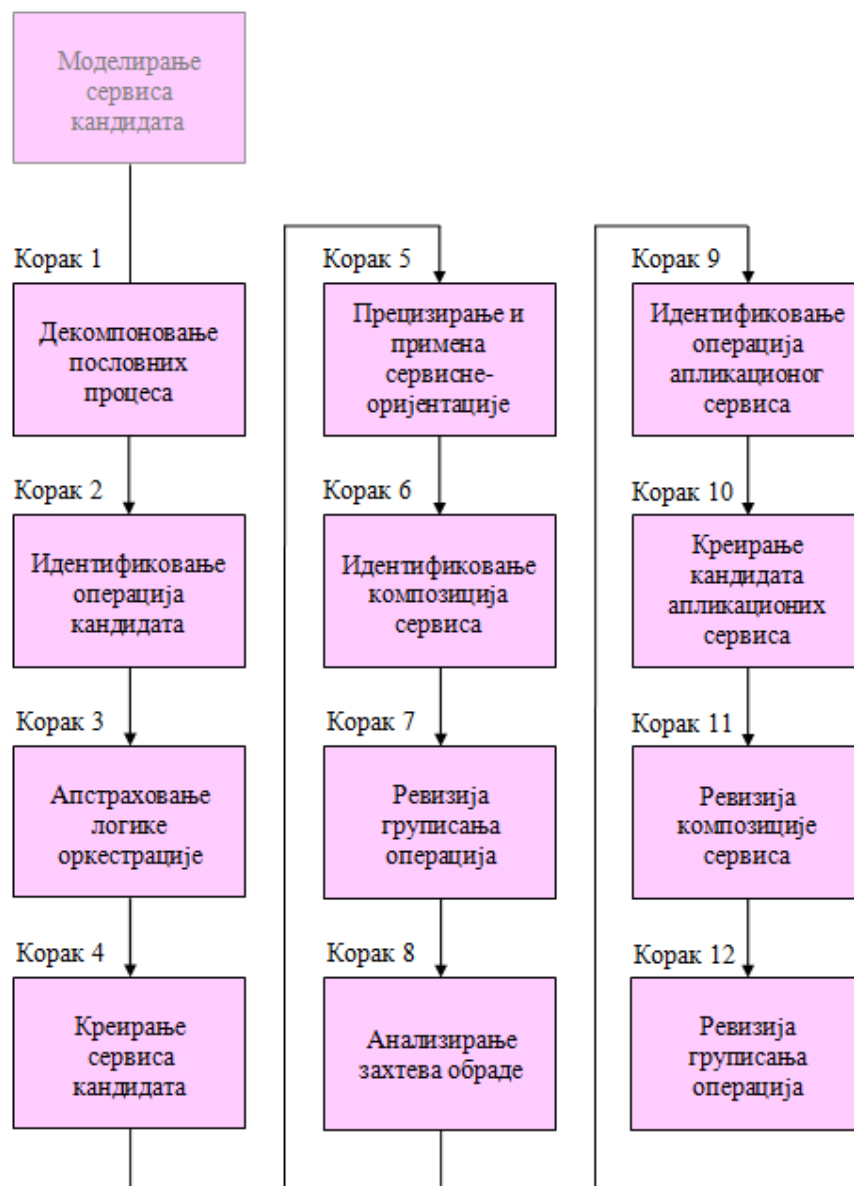 Моделирање
сервиса
кандидата
Корак 1
Декомпоновање
пословних
процеса
Корак 2
Идентификовање
операција
кандидата
Корак 3
Апстраховање
логике
оркестрације
Корак 4
Креирање
сервиса
кандидата
Корак 5
Прецизирање и
примена
сервисне-
оријентације
Корак 6
Идентификовање
композиција
сервиса
Корак 7
Ревизија
груписања
операција
Корак 8
Анализирање
захтева обраде
Корак 9
Идентификовање
операција
апликационог
сервиса
Корак 10
Креирање
кандидата
апликационих
сервиса
Корак 11
Ревизија
композиције
сервиса
Корак 12
Ревизија
груписања
операција